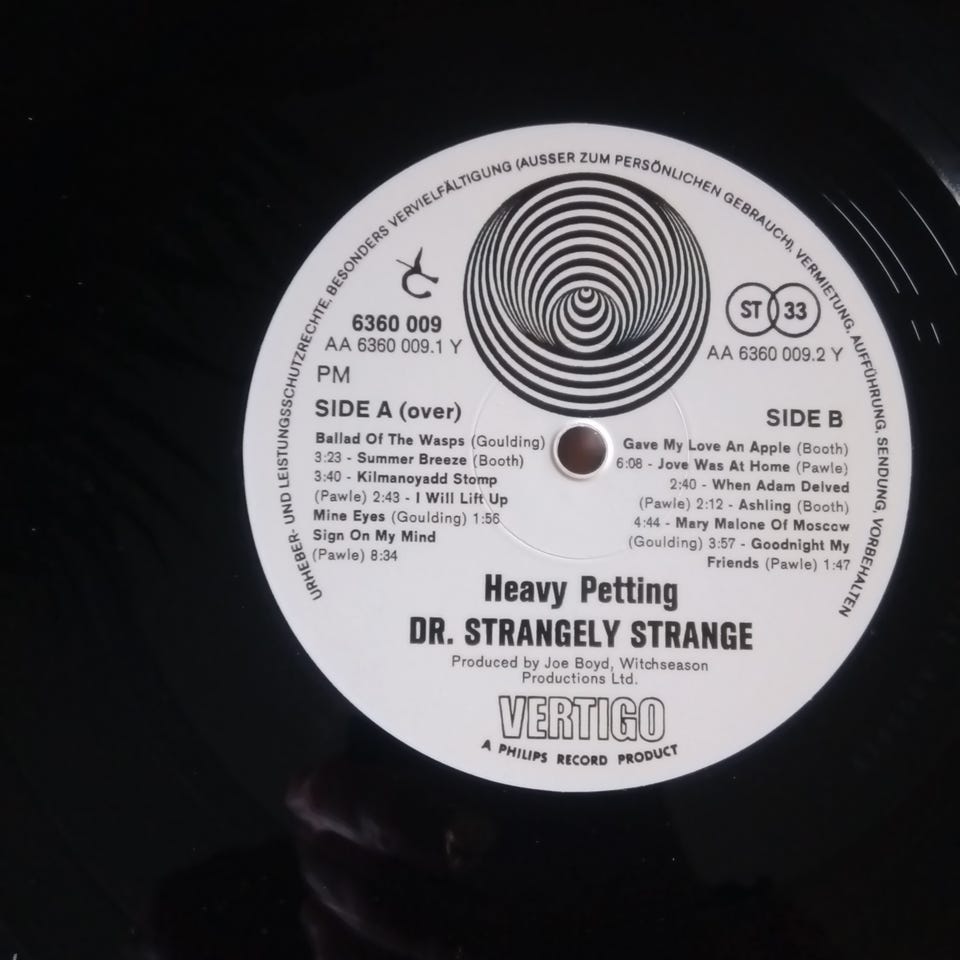 URHEBER- UND LEISTUNGSSCHUTZRECHTE, BESONDERS VERVIELFÄLTIGUNG (AUSSER ZUM PERSÖNLICHEN GEBRAUCH), VERMIETUNG, AUFFÜHRUNG, SENDUNG, VORBEHALTEN
6360 009
AA 6360 009.1 Y
PM
SIDE A (over)
Ballad Of The Wasps (Goulding)
3:23 - Summer Breeze (Booth)
3:40 - Kilmanoyadd Stomp
(Pawle) 2:43 - I Will Lift Up
Mine Eyes (Goulding) 1:56
Sign On My Mind
(Pawle) 8:34
ST 33
AA 6360 009.2 Y
SIDE B
Gave My Love An Apple (Booth)
6:08 - Jove Was At Home (Pawle)
2:40 - When Adam Delved
(Pawle) 2:12 - Ashling (Booth)
4:44 - Mary Malone Of Moscow
(Goulding) 3:57 - Goodnight My
Friends (Pawle) 1:47
Heavy Petting
DR. STRANGELY STRANGE
Produced by Joe Boyd, Witchseason
Productions Ltd.
VERTIGO
A PHILIPS RECORD PRODUCT